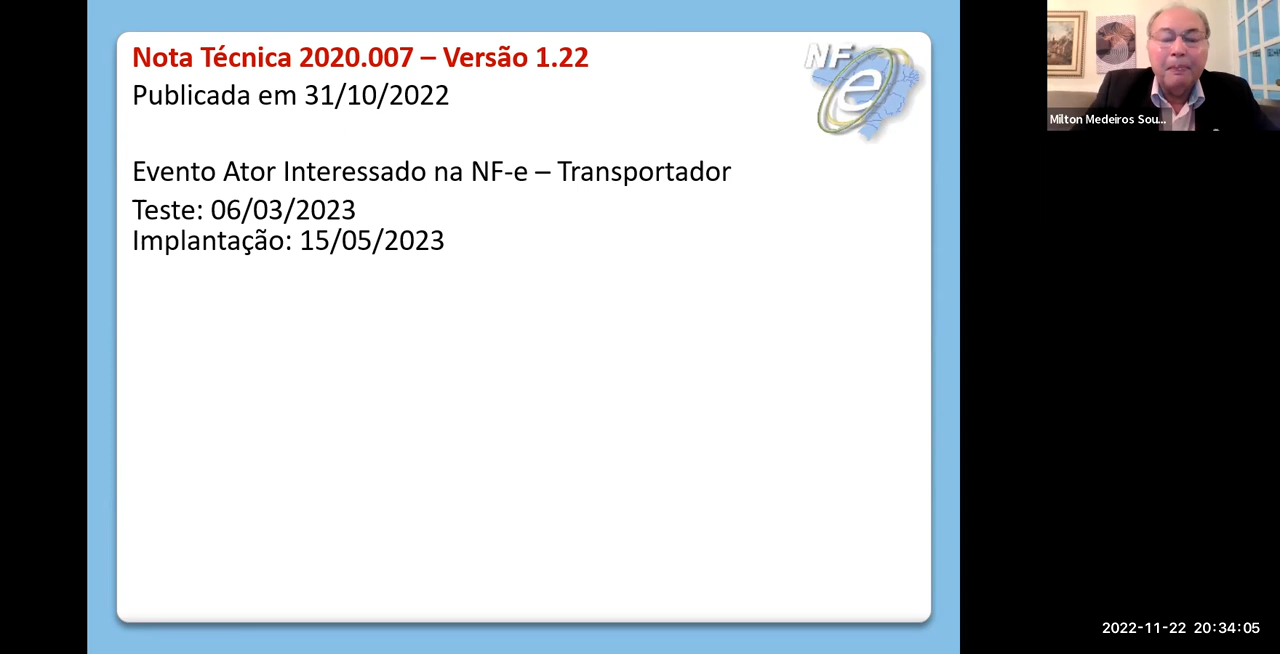 Nota Técnica 2020.007 – Versão 1.22
Publicada em 31/10/2022
NF
e
Evento Ator Interessado na NF-e – Transportador
Teste: 06/03/2023
Implantação: 15/05/2023
Milton Medeiros Sou...
2022-11-22 20:34:05